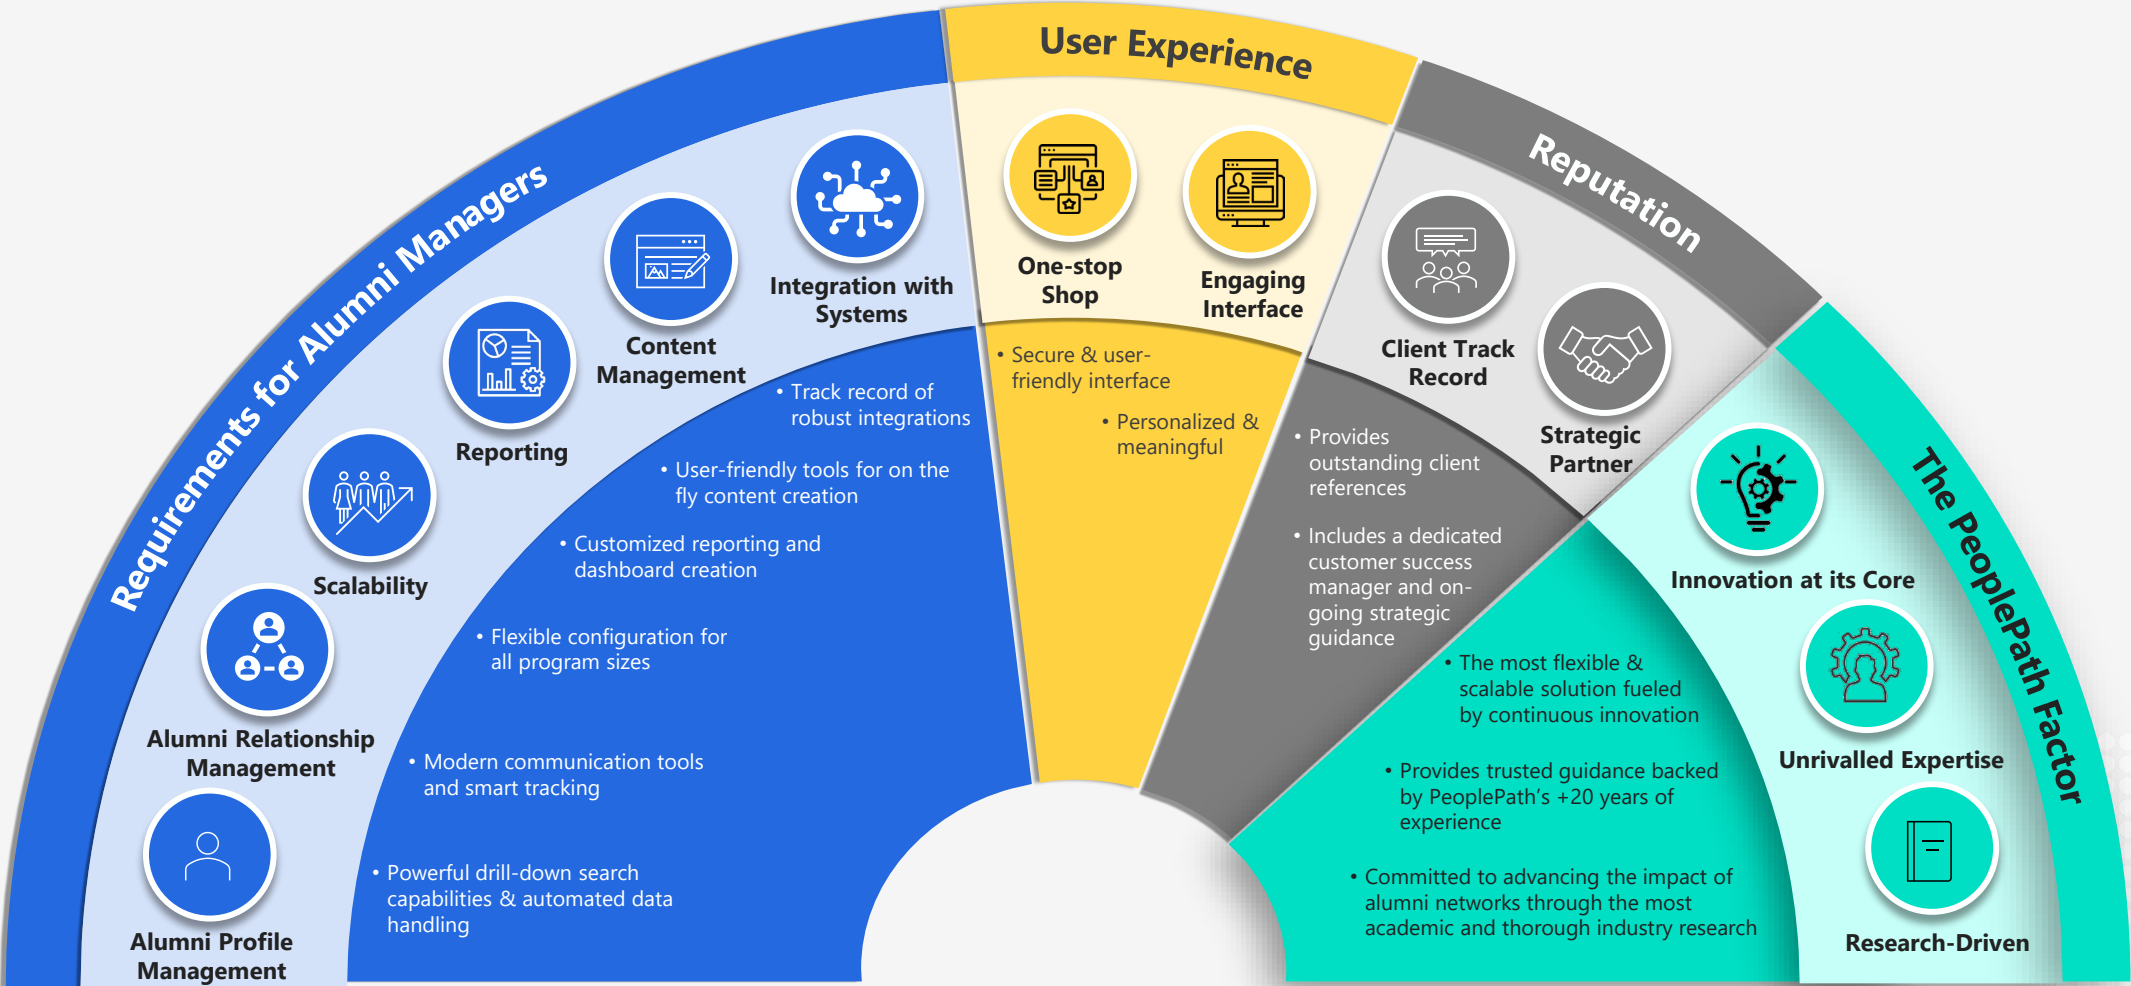 Requirements for Alumni Managers
Alumni Profile
Management
Alumni Relationship
Management
Scalability
Reporting
Content
Management
Integration with
Systems
• Track record of
robust integrations
• User-friendly tools for on the
fly content creation
• Customized reporting and
dashboard creation
• Flexible configuration for
all program sizes
• Modern communication tools
and smart tracking
• Powerful drill-down search
capabilities & automated data
handling
User Experience
One-stop
Shop
Engaging
Interface
• Secure & user-
friendly interface
• Personalized &
meaningful
Reputation
Client Track
Record
Strategic
Partner
• Provides
outstanding client
references
• Includes a dedicated
customer success
manager and on-
going strategic
guidance
The PeoplePath Factor
Innovation at its Core
Unrivalled Expertise
Research-Driven
• The most flexible &
scalable solution fueled
by continuous innovation
• Provides trusted guidance backed
by PeoplePath's +20 years of
experience
• Committed to advancing the impact of
alumni networks through the most
academic and thorough industry research